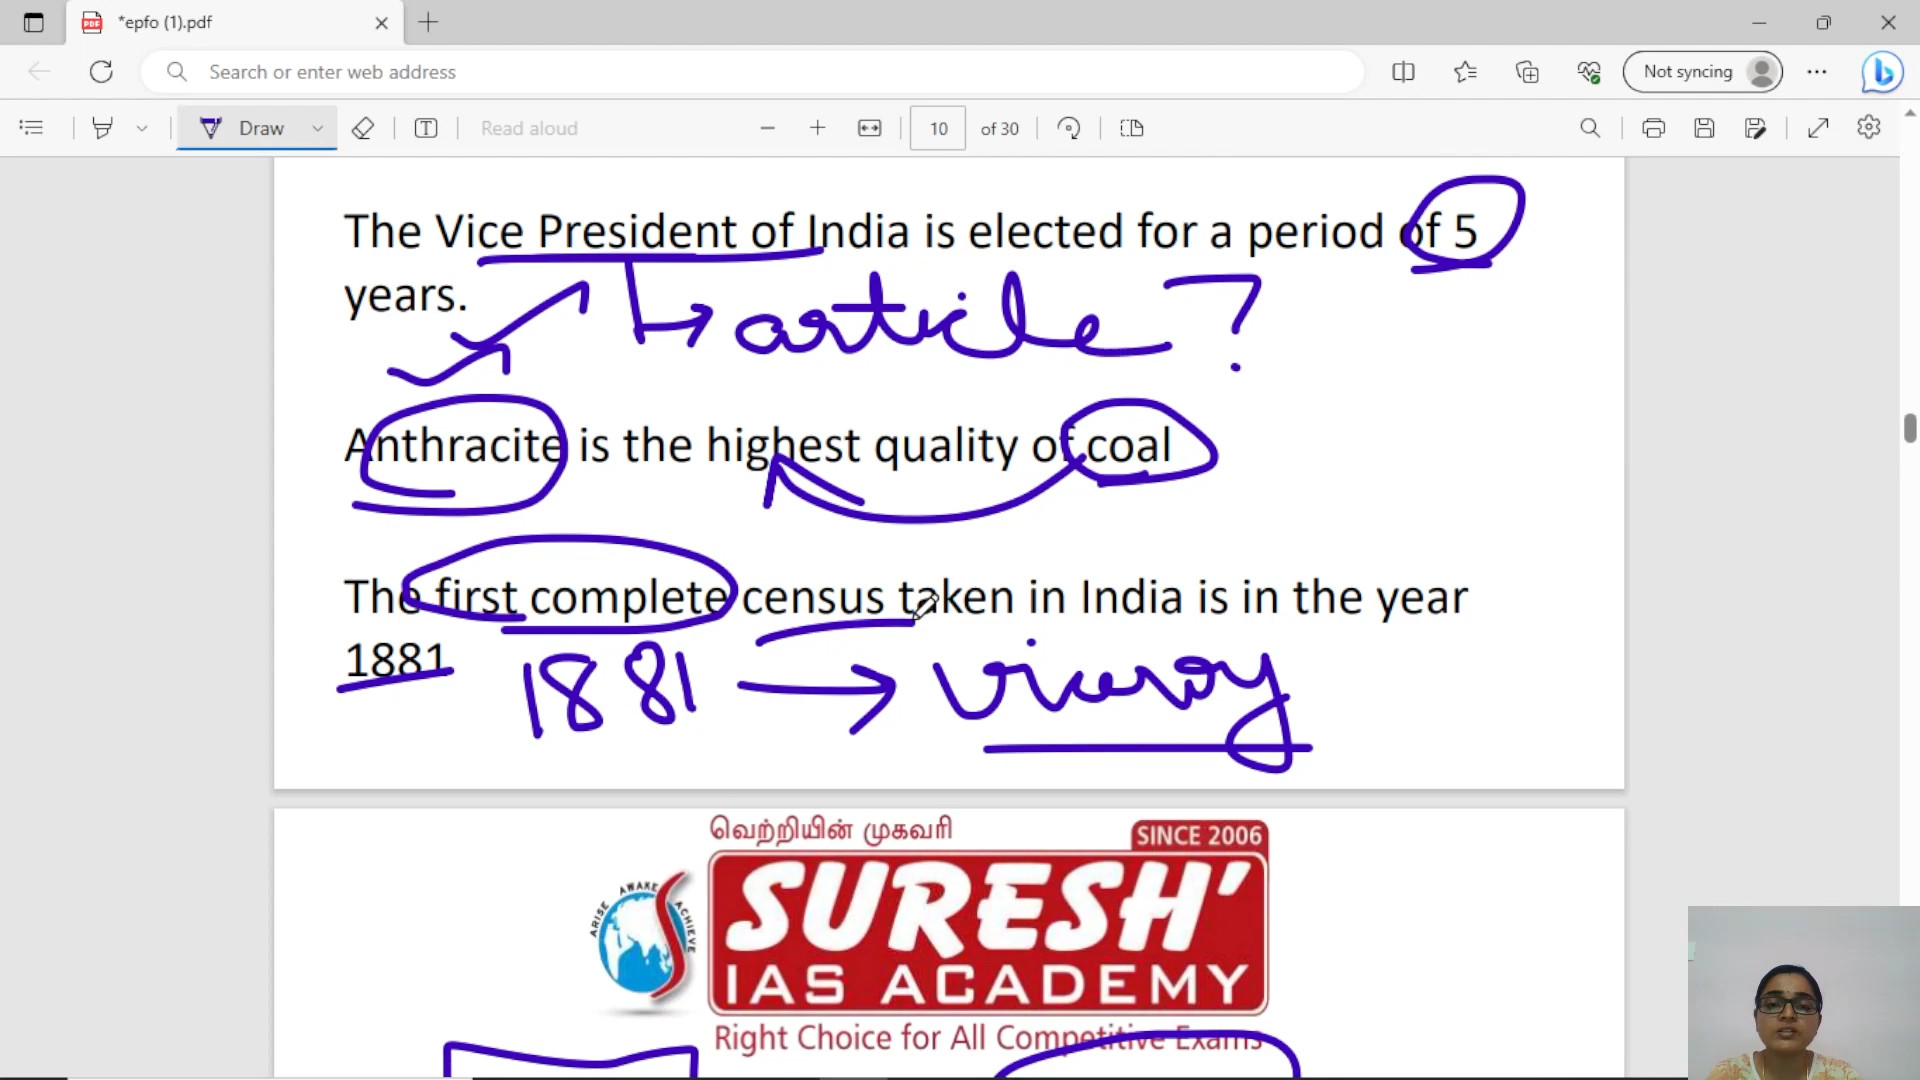 *epfo (1).pdf
Search or enter web address
Not syncing
Draw
Read aloud
10 of 30
The Vice President of India is elected for a period of 5
years.
article ?
Anthracite is the highest quality of coal
The first complete census taken in India is in the year
1881
1881 → viceroy
வெற்றியின் முகவரி
SINCE 2006
ARISE AWAKE ACHIEVE
SURESH'
IAS ACADEMY
Right Choice for All Competitive Exams